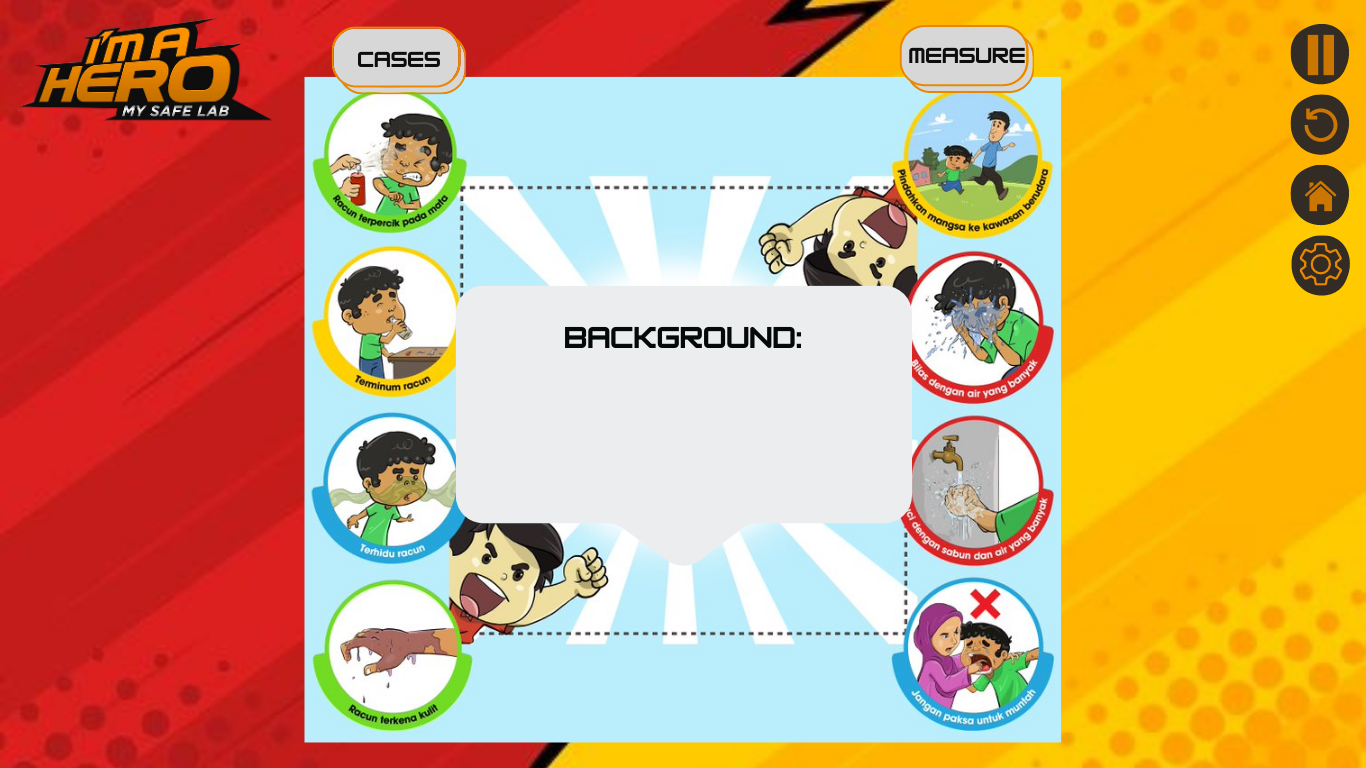 I'M A
HERO
MY SAFE LAB
CASES
MEASURE
Racun terpercik pada mata
Pindahkan mangsa ke kawasan berudara
Terminum racun
Bilas dengan air yang banyak
BACKGROUND:
Terhidu racun
dengan sabun dan air yang banyak
Racun terkena kulit
Jangan paksa untuk muntah